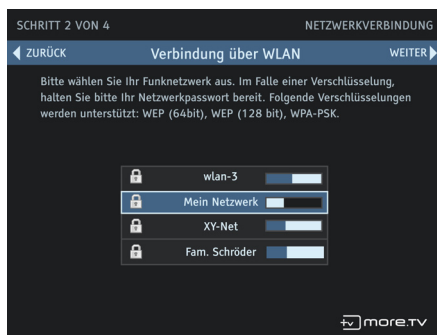 SCHRITT 2 VON 4 NETZWERKVERBINDUNG
ZURÜCK Verbindung über WLAN WEITER
Bitte wählen Sie Ihr Funknetzwerk aus. Im Falle einer Verschlüsselung,
halten Sie bitte Ihr Netzwerkpasswort bereit. Folgende Verschlüsselungen
werden unterstützt: WEP (64bit), WEP (128 bit), WPA-PSK.
wlan-3
Mein Netzwerk
XY-Net
Fam. Schröder
tv more.TV